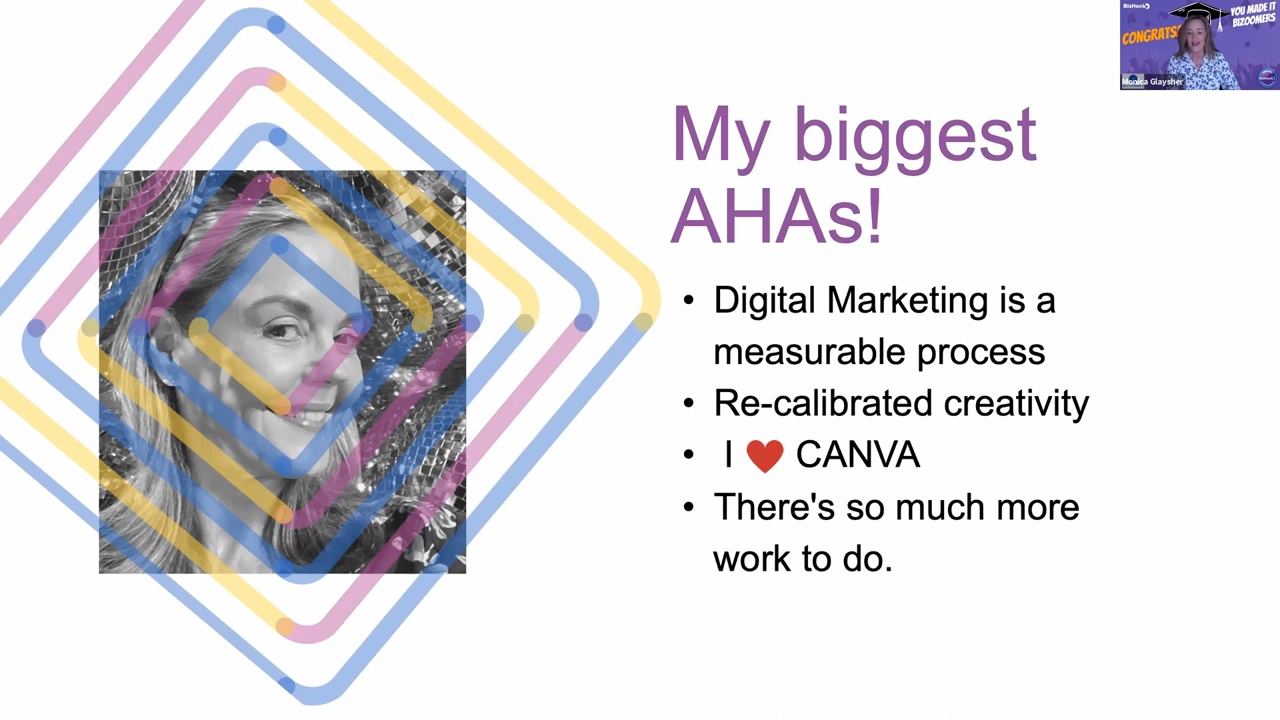 BizHack
YOU MADE IT
BIZOOMERS
CONGRATS!
Monica Glaysher
My biggest
AHAs!
• Digital Marketing is a
measurable process
• Re-calibrated creativity
• I ❤ CANVA
• There's so much more
work to do.